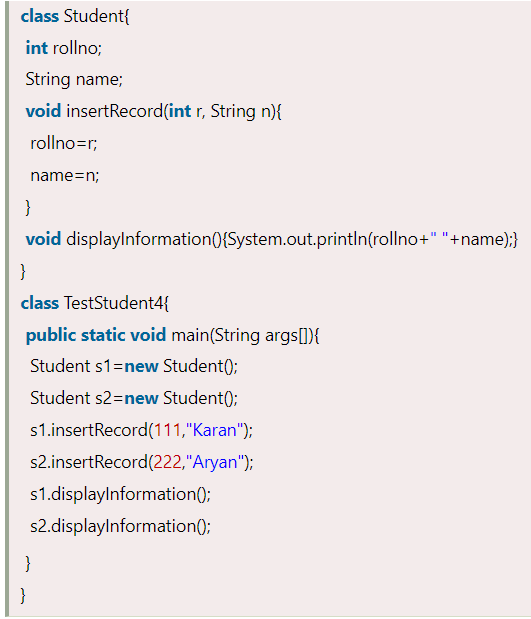 class Student{
int rollno;
String name;
void insertRecord(int r, String n){
rollno=r;
name=n;
}
void displayInformation(){System.out.println(rollno+" "+name);}
}
class TestStudent4{
public static void main(String args[]){
Student s1=new Student();
Student s2=new Student();
s1.insertRecord(111,"Karan");
s2.insertRecord(222,"Aryan");
s1.displayInformation();
s2.displayInformation();
}
}